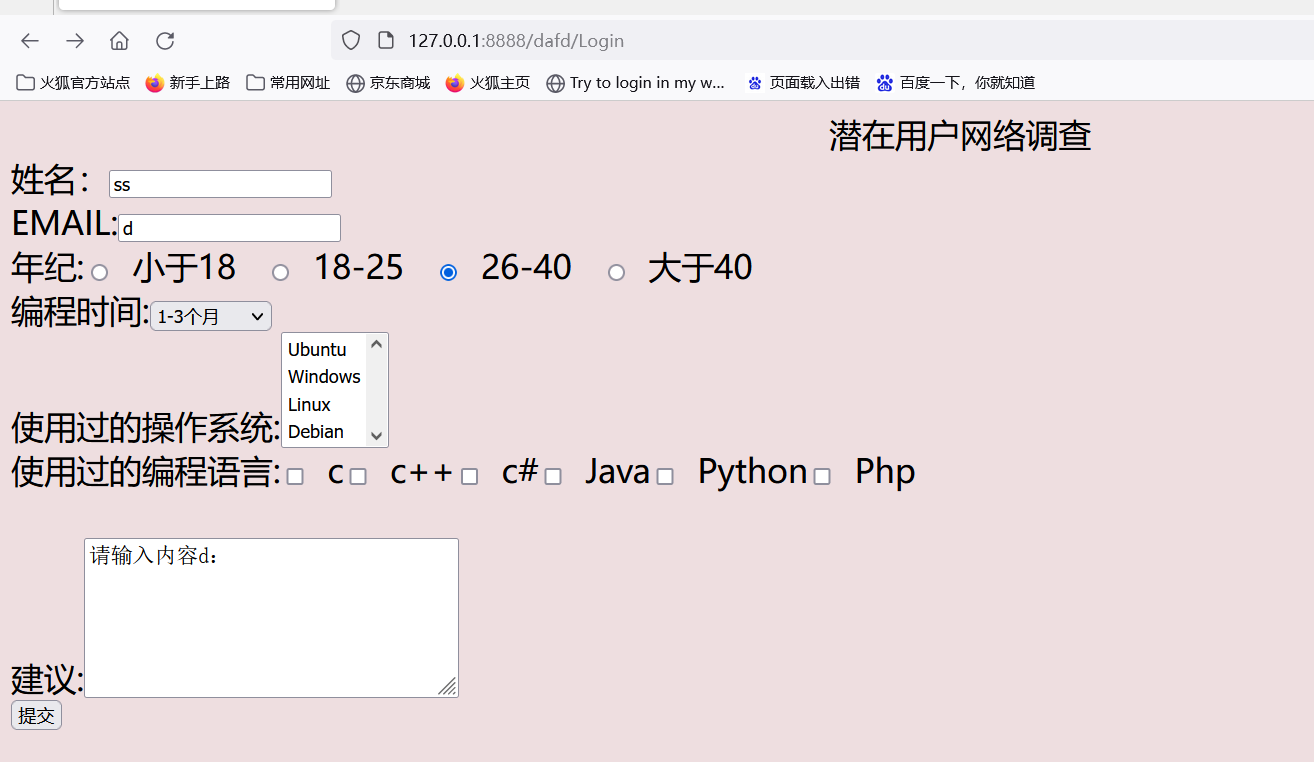 127.0.0.1:8888/dafd/Login
火狐官方站点 新手上路 常用网址 京东商城 火狐主页 Try to login in my w... 页面载入出错 百度一下，你就知道
潜在用户网络调查
姓名：ss
EMAIL:d
年纪: 小于18 18-25 26-40 大于40
编程时间:1-3个月
Ubuntu
Windows
Linux
Debian
使用过的操作系统:
使用过的编程语言: c c++ c# Java Python Php
请输入内容d：
建议:
提交